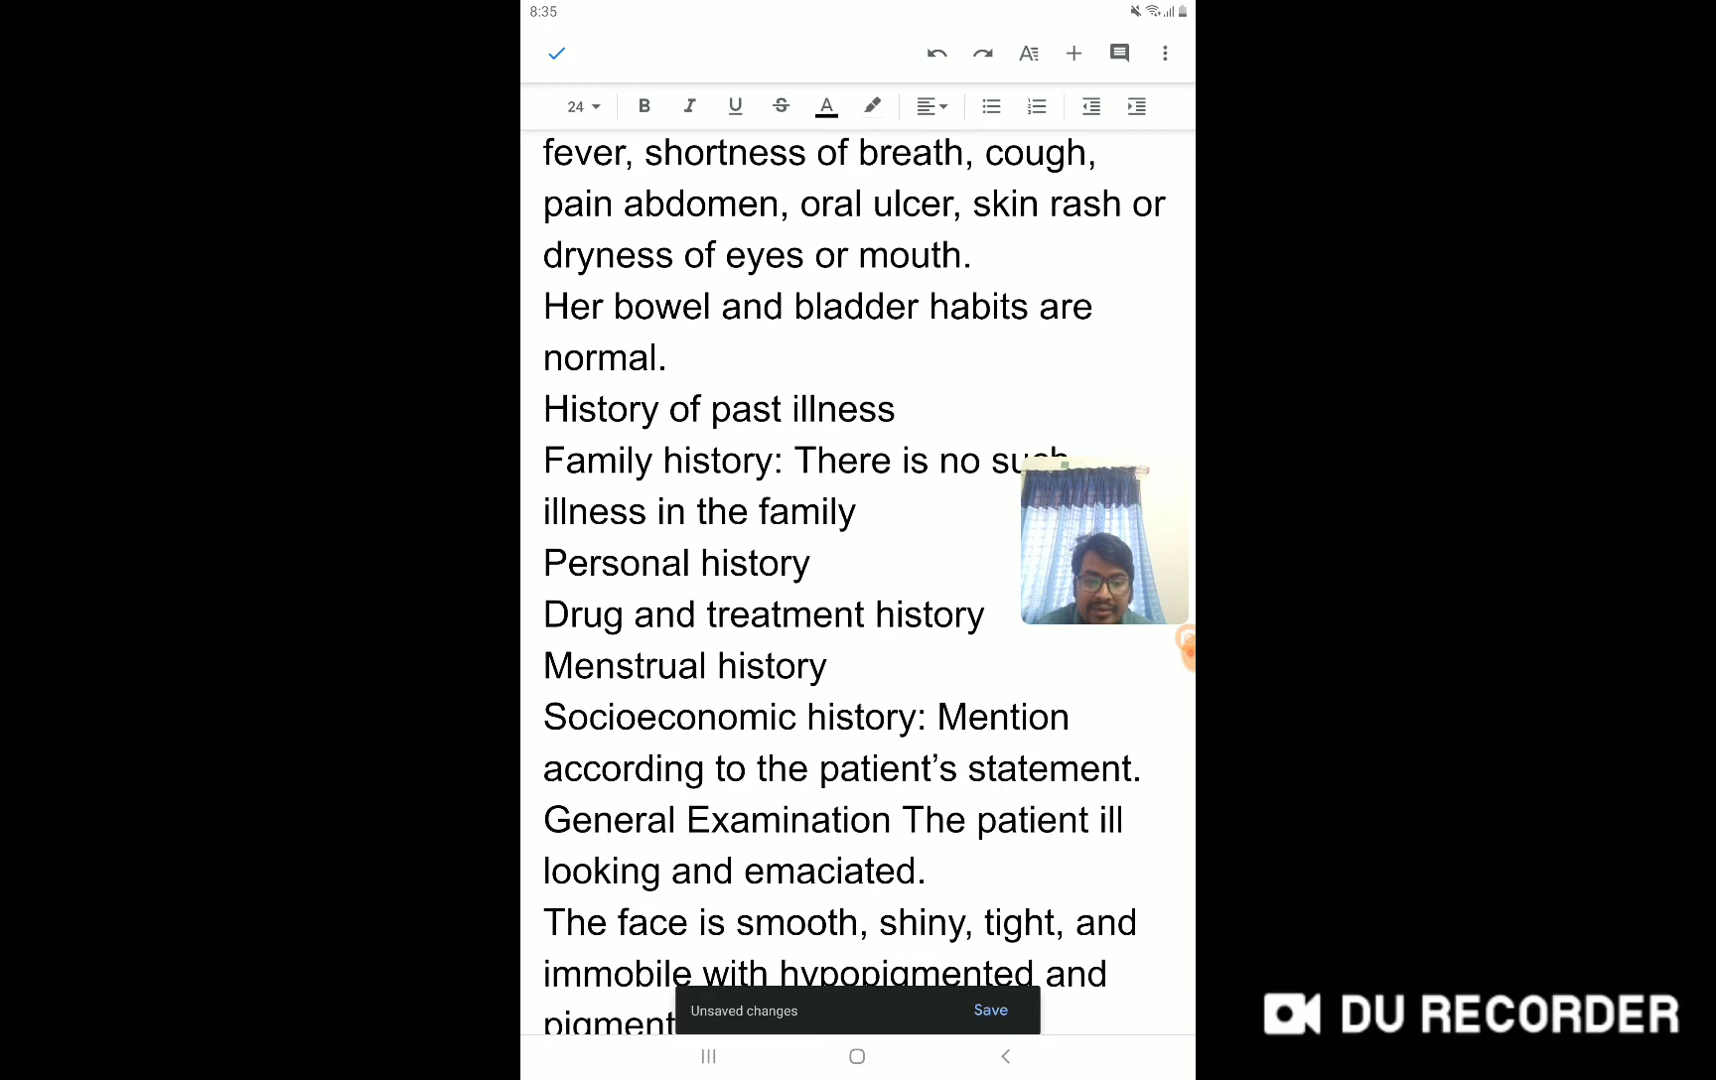 8:35
24
B I U S A
fever, shortness of breath, cough,
pain abdomen, oral ulcer, skin rash or
dryness of eyes or mouth.
Her bowel and bladder habits are
normal.
History of past illness
Family history: There is no such
illness in the family
Personal history
Drug and treatment history
Menstrual history
Socioeconomic history: Mention
according to the patient’s statement.
General Examination The patient ill
looking and emaciated.
The face is smooth, shiny, tight, and
immobile with hypopigmented and
Unsaved changes Save
DU RECORDER